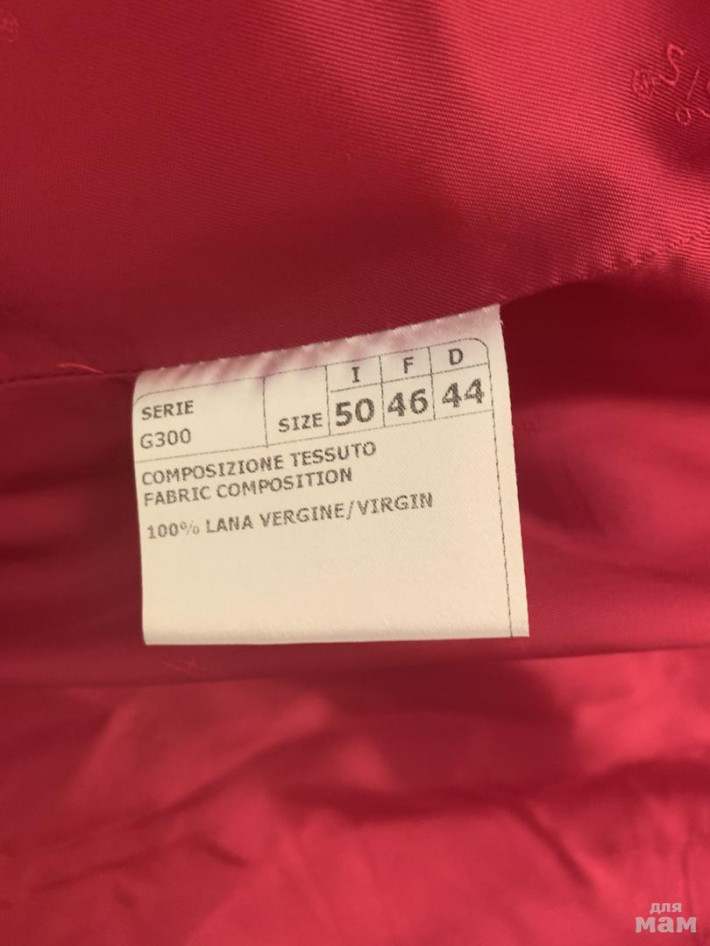 SERIE
G300
SIZE
I F D
50 46 44
COMPOSIZIONE TESSUTO
FABRIC COMPOSITION
100% LANA VERGINE/VIRGIN
для
мам